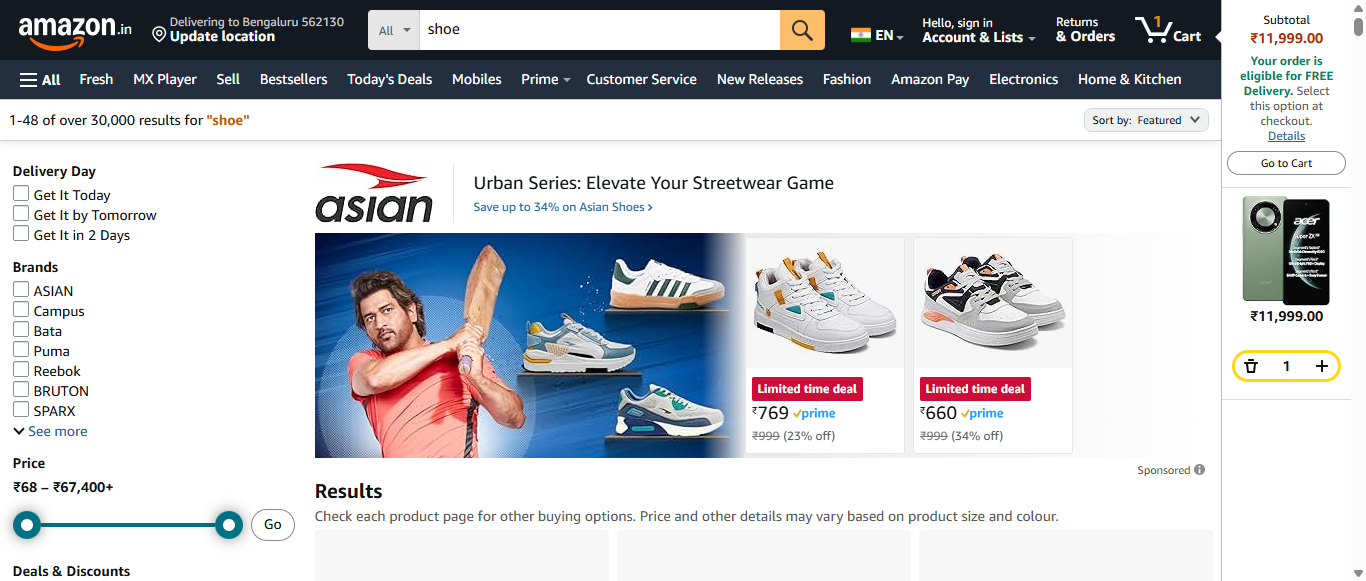 amazon.in
Delivering to Bengaluru 562130
Update location
All
shoe
EN
Hello, sign in
Account & Lists
Returns
& Orders
1
Cart
All
Fresh
MX Player
Sell
Bestsellers
Today's Deals
Mobiles
Prime
Customer Service
New Releases
Fashion
Amazon Pay
Electronics
Home & Kitchen
1-48 of over 30,000 results for "shoe"
Sort by: Featured
Delivery Day
Get It Today
Get It by Tomorrow
Get It in 2 Days
Brands
ASIAN
Campus
Bata
Puma
Reebok
BRUTON
SPARX
See more
Price
₹68 – ₹67,400+
Go
Deals & Discounts
asian
Urban Series: Elevate Your Streetwear Game
Save up to 34% on Asian Shoes ›
Limited time deal
₹769 prime
₹999 (23% off)
Limited time deal
₹660 prime
₹999 (34% off)
Sponsored
Results
Check each product page for other buying options. Price and other details may vary based on product size and colour.
Subtotal
₹11,999.00
Your order is
eligible for FREE
Delivery. Select
this option at
checkout.
Details
Go to Cart
acer
Super ZX
acer
₹11,999.00
1